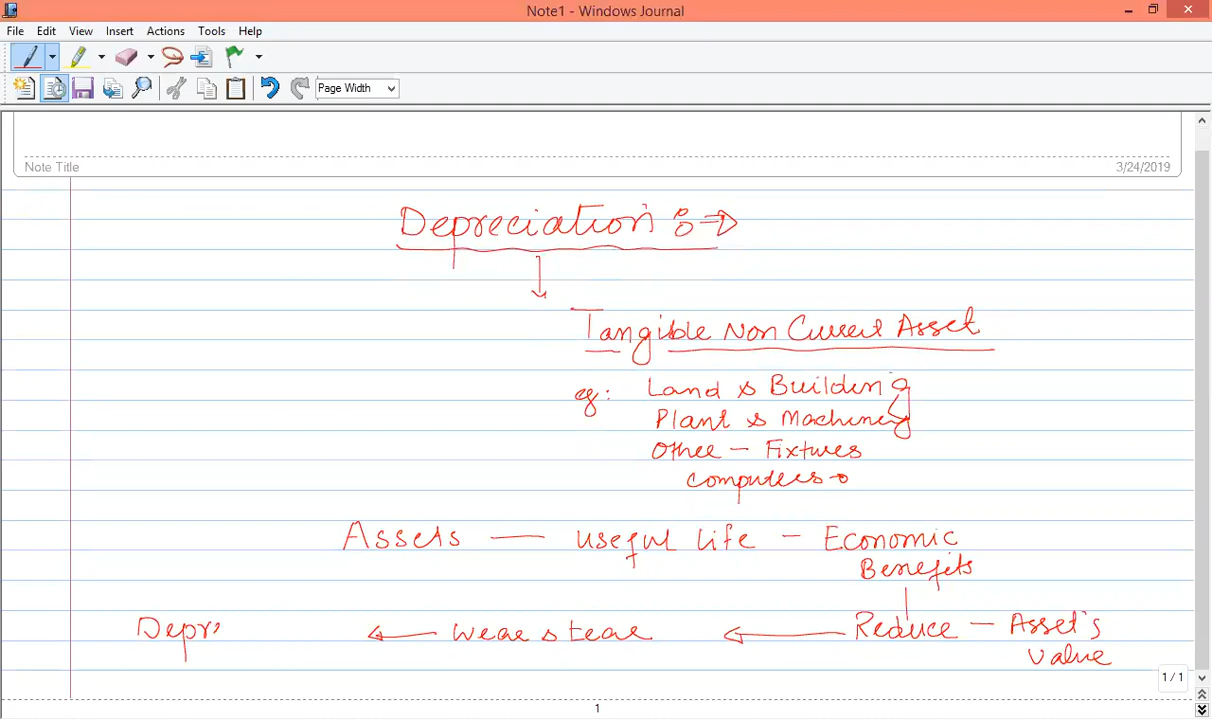 Note1 - Windows Journal
File Edit View Insert Actions Tools Help
Page Width
Note Title
3/24/2019
Depreciation :→
Tangible Non Current Asset
eg: Land & Building
Plant & Machinery
Other - Fixtures
Computers
Assets — useful life - Economic
Benefits
Depr ← wear & tear ← Reduce - Asset's
value
1 / 1
1